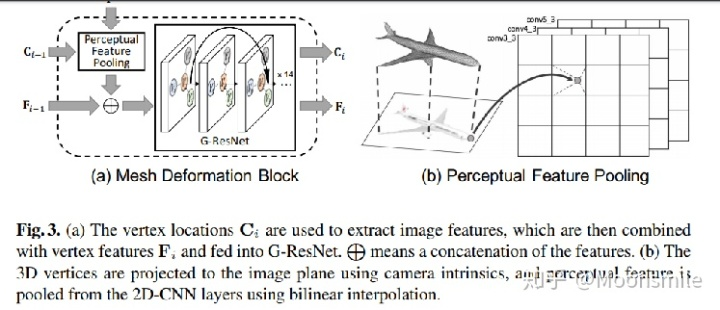 Perceptual
Feature
Pooling
C_{i-1}
C_i
x 14
...
F_{i-1}
F_i
G-ResNet
conv5_3
conv4_3
conv3_3
(a) Mesh Deformation Block
(b) Perceptual Feature Pooling
Fig. 3. (a) The vertex locations C_i are used to extract image features, which are then combined
with vertex features F_i and fed into G-ResNet. ⊕ means a concatenation of the features. (b) The
3D vertices are projected to the image plane using camera intrinsics, and perceptual feature is
pooled from the 2D-CNN layers using bilinear interpolation.
知乎 @Moonsmile